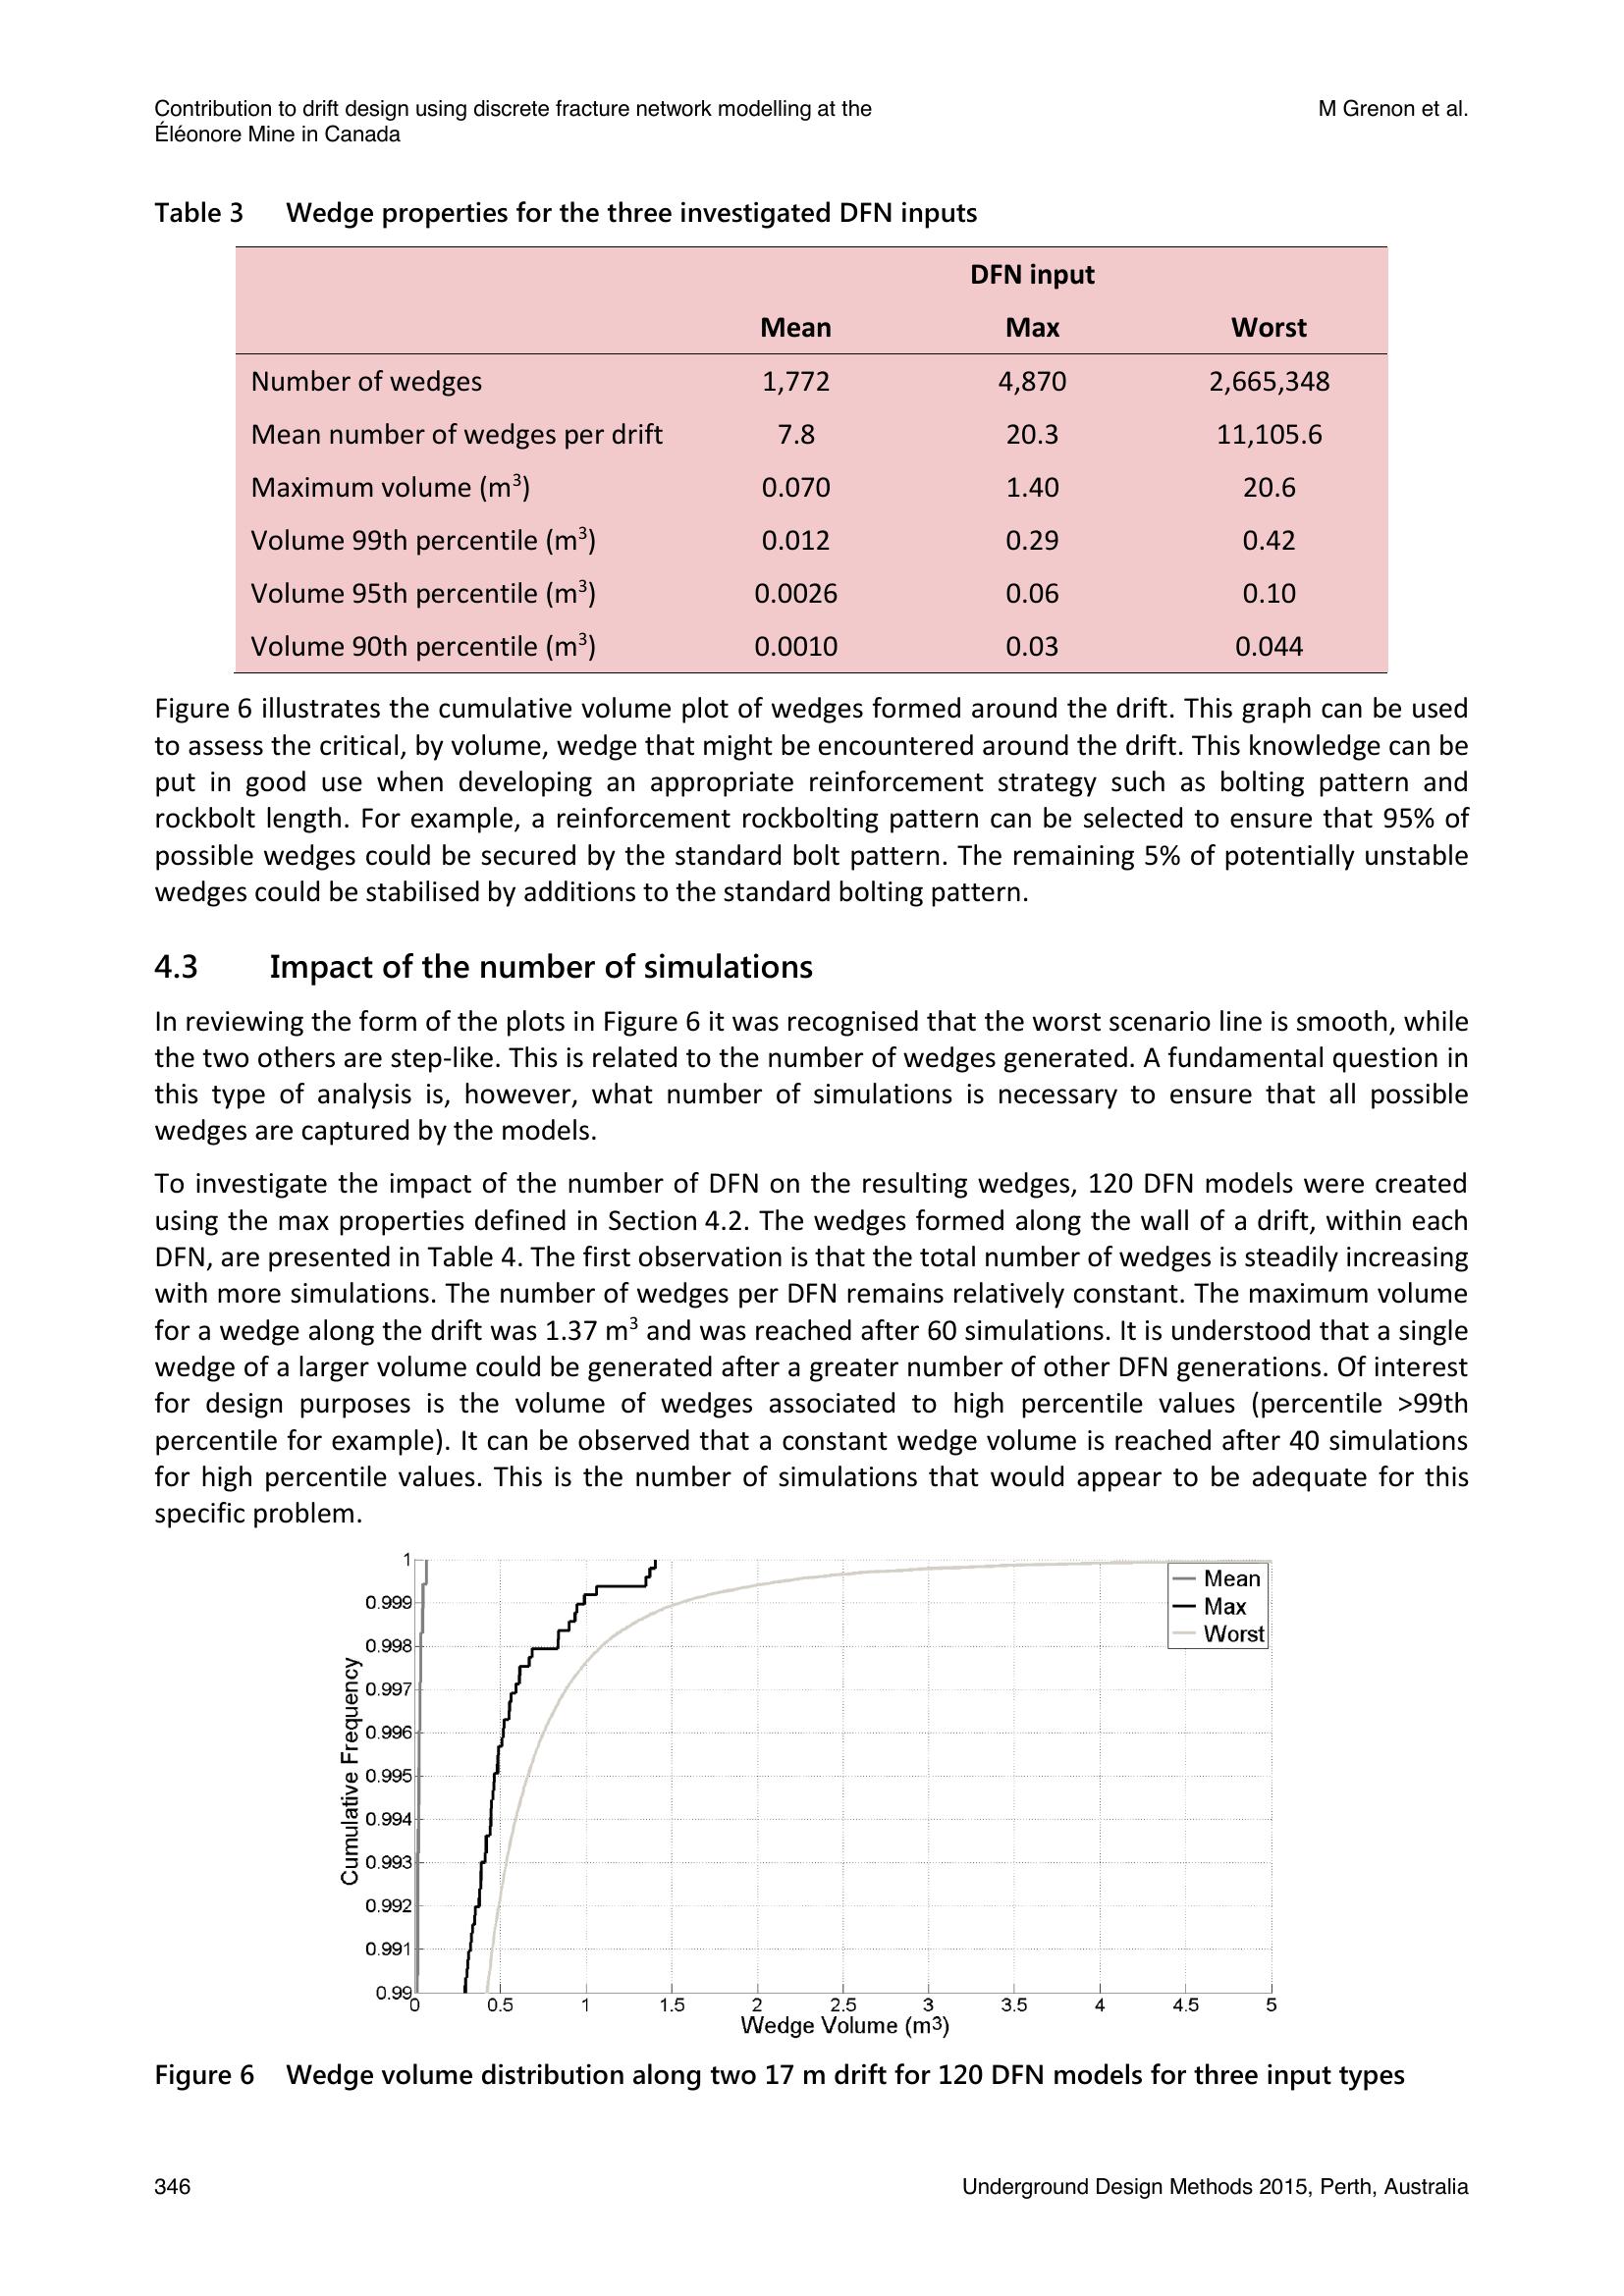 Contribution to drift design using discrete fracture network modelling at the
Éléonore Mine in Canada
M Grenon et al.
Table 3 Wedge properties for the three investigated DFN inputs
DFN input
Mean Max Worst
Number of wedges 1,772 4,870 2,665,348
Mean number of wedges per drift 7.8 20.3 11,105.6
Maximum volume (m³) 0.070 1.40 20.6
Volume 99th percentile (m³) 0.012 0.29 0.42
Volume 95th percentile (m³) 0.0026 0.06 0.10
Volume 90th percentile (m³) 0.0010 0.03 0.044
Figure 6 illustrates the cumulative volume plot of wedges formed around the drift. This graph can be used
to assess the critical, by volume, wedge that might be encountered around the drift. This knowledge can be
put in good use when developing an appropriate reinforcement strategy such as bolting pattern and
rockbolt length. For example, a reinforcement rockbolting pattern can be selected to ensure that 95% of
possible wedges could be secured by the standard bolt pattern. The remaining 5% of potentially unstable
wedges could be stabilised by additions to the standard bolting pattern.
4.3 Impact of the number of simulations
In reviewing the form of the plots in Figure 6 it was recognised that the worst scenario line is smooth, while
the two others are step-like. This is related to the number of wedges generated. A fundamental question in
this type of analysis is, however, what number of simulations is necessary to ensure that all possible
wedges are captured by the models.
To investigate the impact of the number of DFN on the resulting wedges, 120 DFN models were created
using the max properties defined in Section 4.2. The wedges formed along the wall of a drift, within each
DFN, are presented in Table 4. The first observation is that the total number of wedges is steadily increasing
with more simulations. The number of wedges per DFN remains relatively constant. The maximum volume
for a wedge along the drift was 1.37 m³ and was reached after 60 simulations. It is understood that a single
wedge of a larger volume could be generated after a greater number of other DFN generations. Of interest
for design purposes is the volume of wedges associated to high percentile values (percentile >99th
percentile for example). It can be observed that a constant wedge volume is reached after 40 simulations
for high percentile values. This is the number of simulations that would appear to be adequate for this
specific problem.
1
0.999
0.998
0.997
0.996
0.995
0.994
0.993
0.992
0.991
0.99
Cumulative Frequency
Mean
Max
Worst
0 0.5 1 1.5 2 2.5 3 3.5 4 4.5 5
Wedge Volume (m3)
Figure 6 Wedge volume distribution along two 17 m drift for 120 DFN models for three input types
346
Underground Design Methods 2015, Perth, Australia